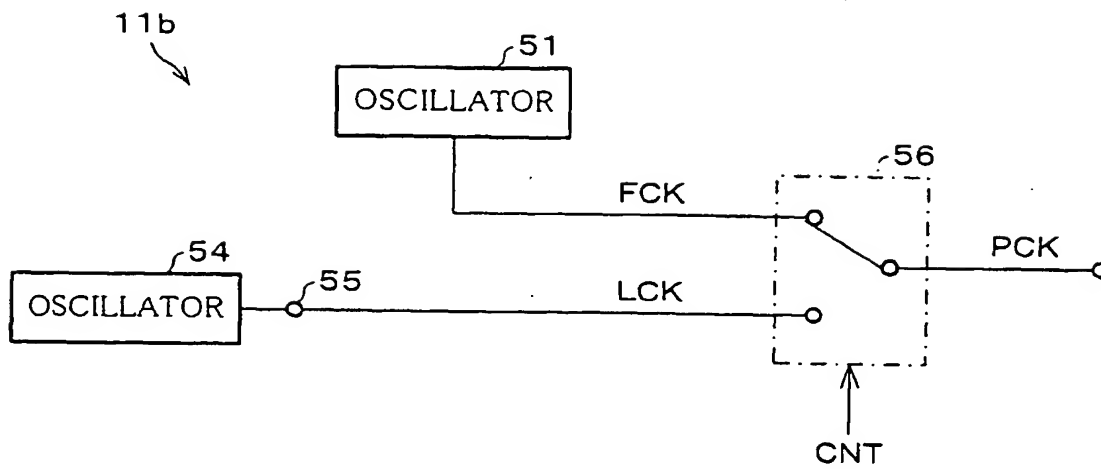 11b
51
OSCILLATOR
56
FCK
PCK
54
OSCILLATOR
55
LCK
CNT